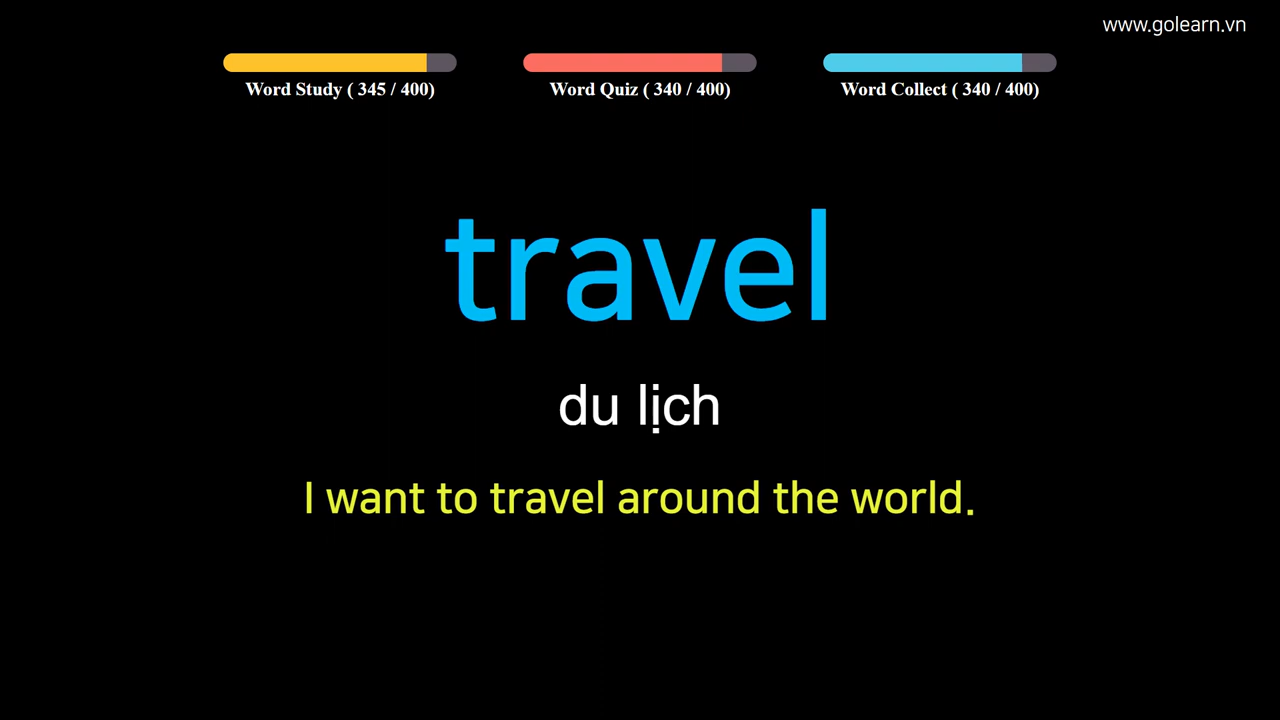 www.golearn.vn
Word Study ( 345 / 400)
Word Quiz ( 340 / 400)
Word Collect ( 340 / 400)
travel
du lịch
I want to travel around the world.